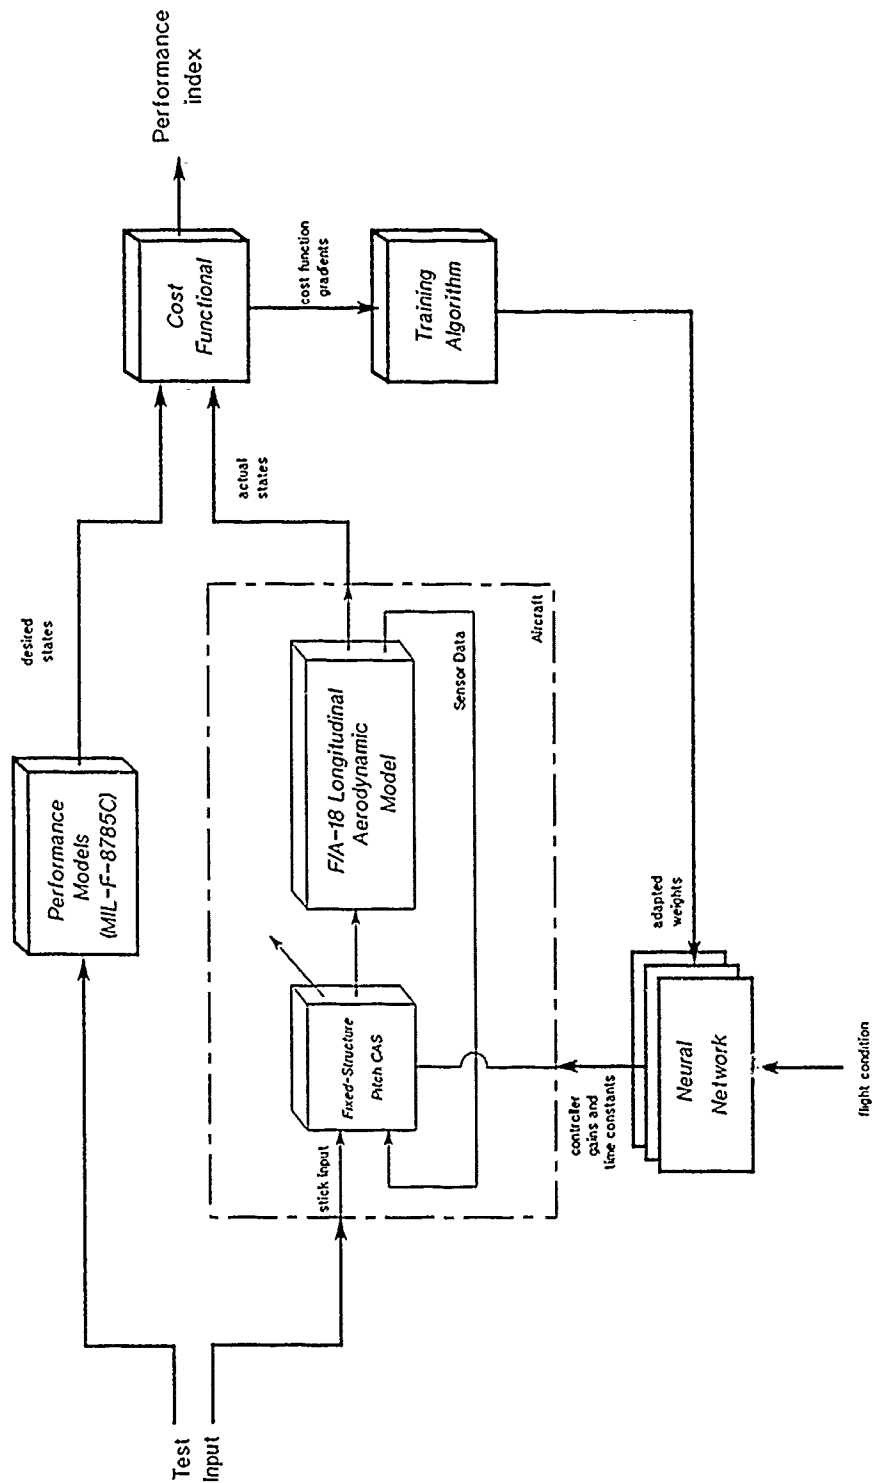 Test
Input
Performance
Models
(MIL-F-8785C)
desired
states
stick input
Fixed-Structure
Pitch CAS
F/A-18 Longitudinal
Aerodynamic
Model
Sensor Data
Aircraft
actual
states
Cost
Functional
Performance
index
cost function
gradients
Training
Algorithm
adapted
weights
controller
gains and
time constants
Neural
Network
flight condition